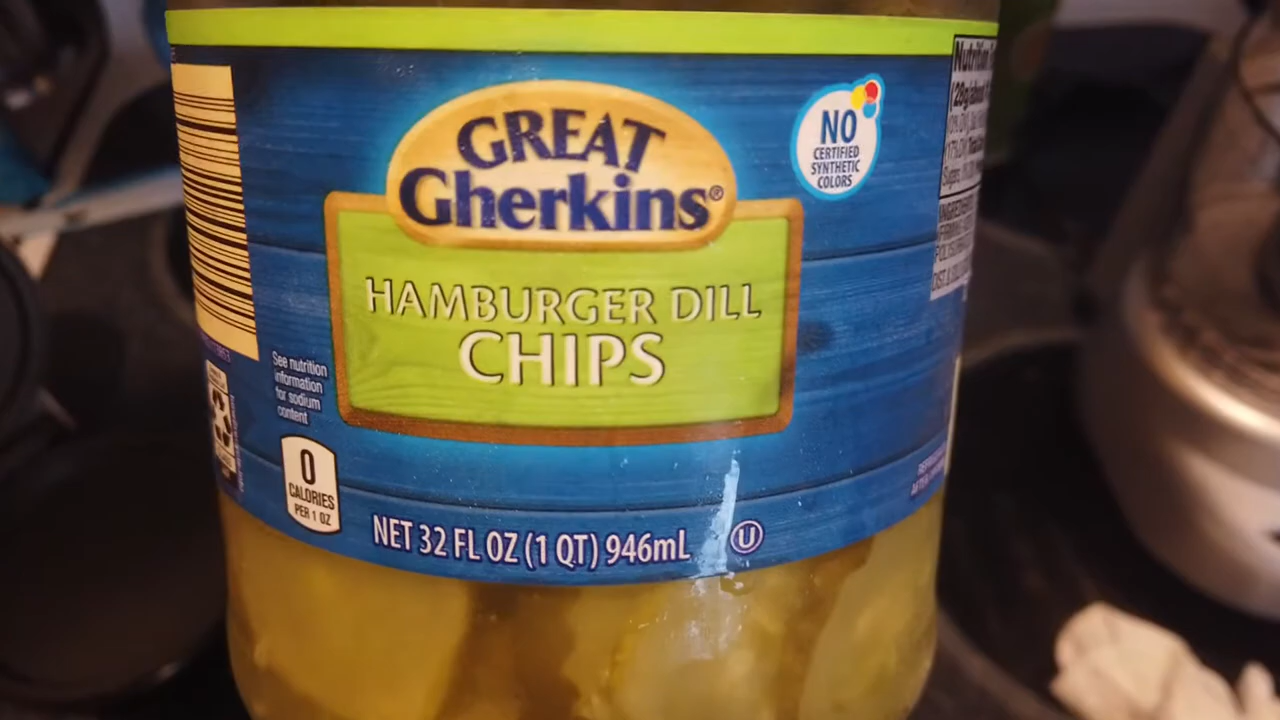 GREAT
Gherkins®
HAMBURGER DILL
CHIPS
NO
CERTIFIED
SYNTHETIC
COLORS
See nutrition
information
for sodium
content
0
CALORIES
PER 1 OZ
NET 32 FL OZ (1 QT) 946mL
U
Nutrition